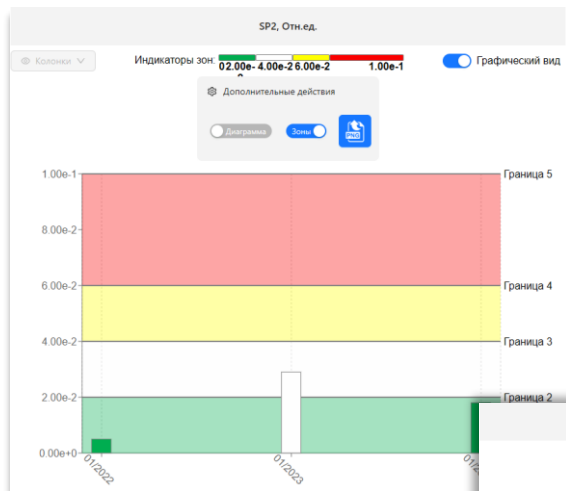 SP2, Отн.ед.
Колонки
Индикаторы зон:
0 2.00e- 4.00e-2 6.00e-2 1.00e-1
Графический вид
Дополнительные действия
Диаграмма
Зоны
PNG
1.00e-1
Граница 5
8.00e-2
6.00e-2
Граница 4
4.00e-2
Граница 3
2.00e-2
Граница 2
0.00e+0
01/2022
01/2023